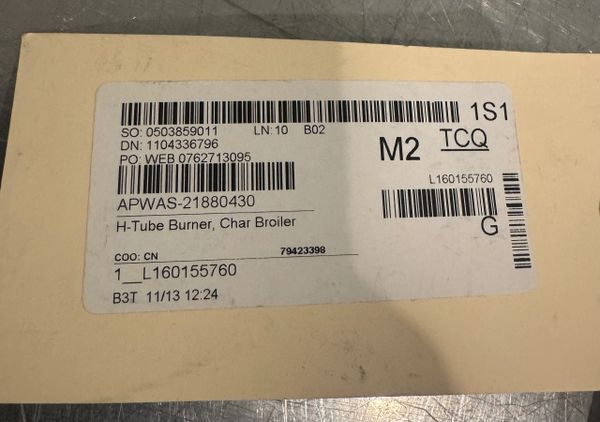 1S1
SO: 0503859011 LN: 10 B02
DN: 1104336796
PO: WEB 0762713095
M2 TCQ
L160155760
APWAS-21880430
G
H-Tube Burner, Char Broiler
COO: CN 79423398
1__L160155760
B3T 11/13 12:24